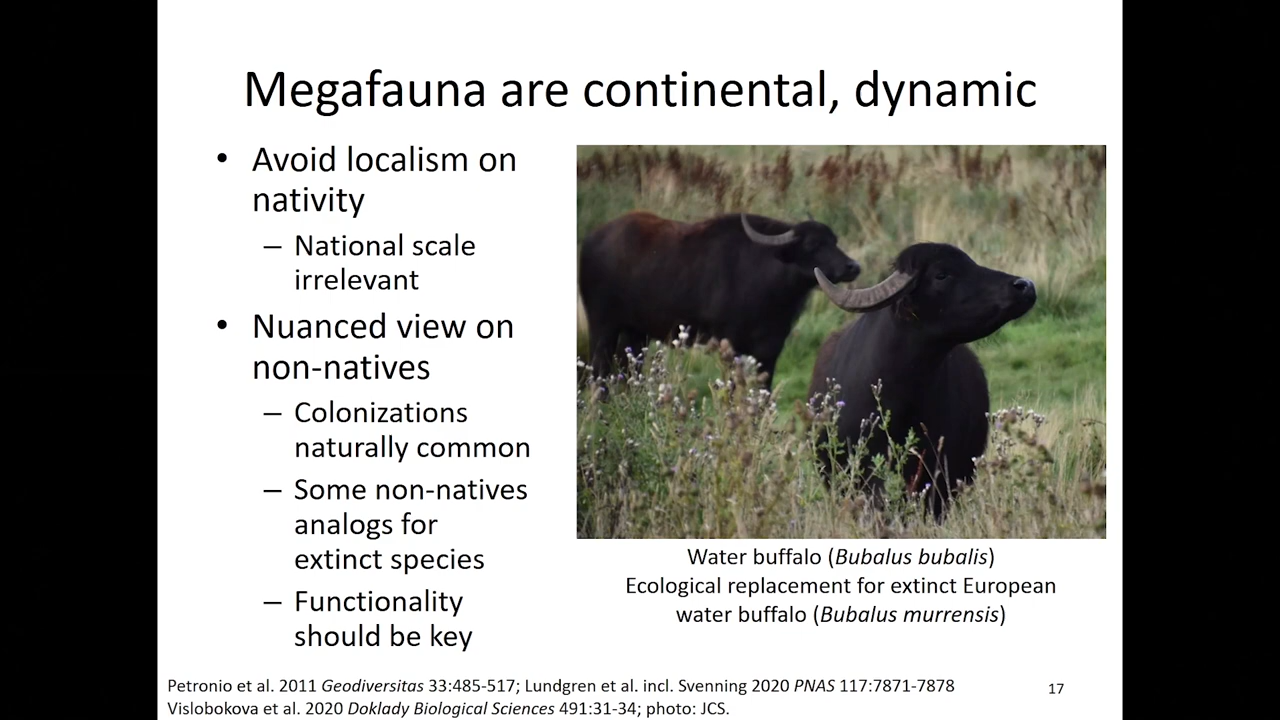 Megafauna are continental, dynamic
• Avoid localism on
nativity
– National scale
irrelevant
• Nuanced view on
non-natives
– Colonizations
naturally common
– Some non-natives
analogs for
extinct species
– Functionality
should be key
Water buffalo (Bubalus bubalis)
Ecological replacement for extinct European
water buffalo (Bubalus murrensis)
Petronio et al. 2011 Geodiversitas 33:485-517; Lundgren et al. incl. Svenning 2020 PNAS 117:7871-7878
Vislobokova et al. 2020 Doklady Biological Sciences 491:31-34; photo: JCS.
17